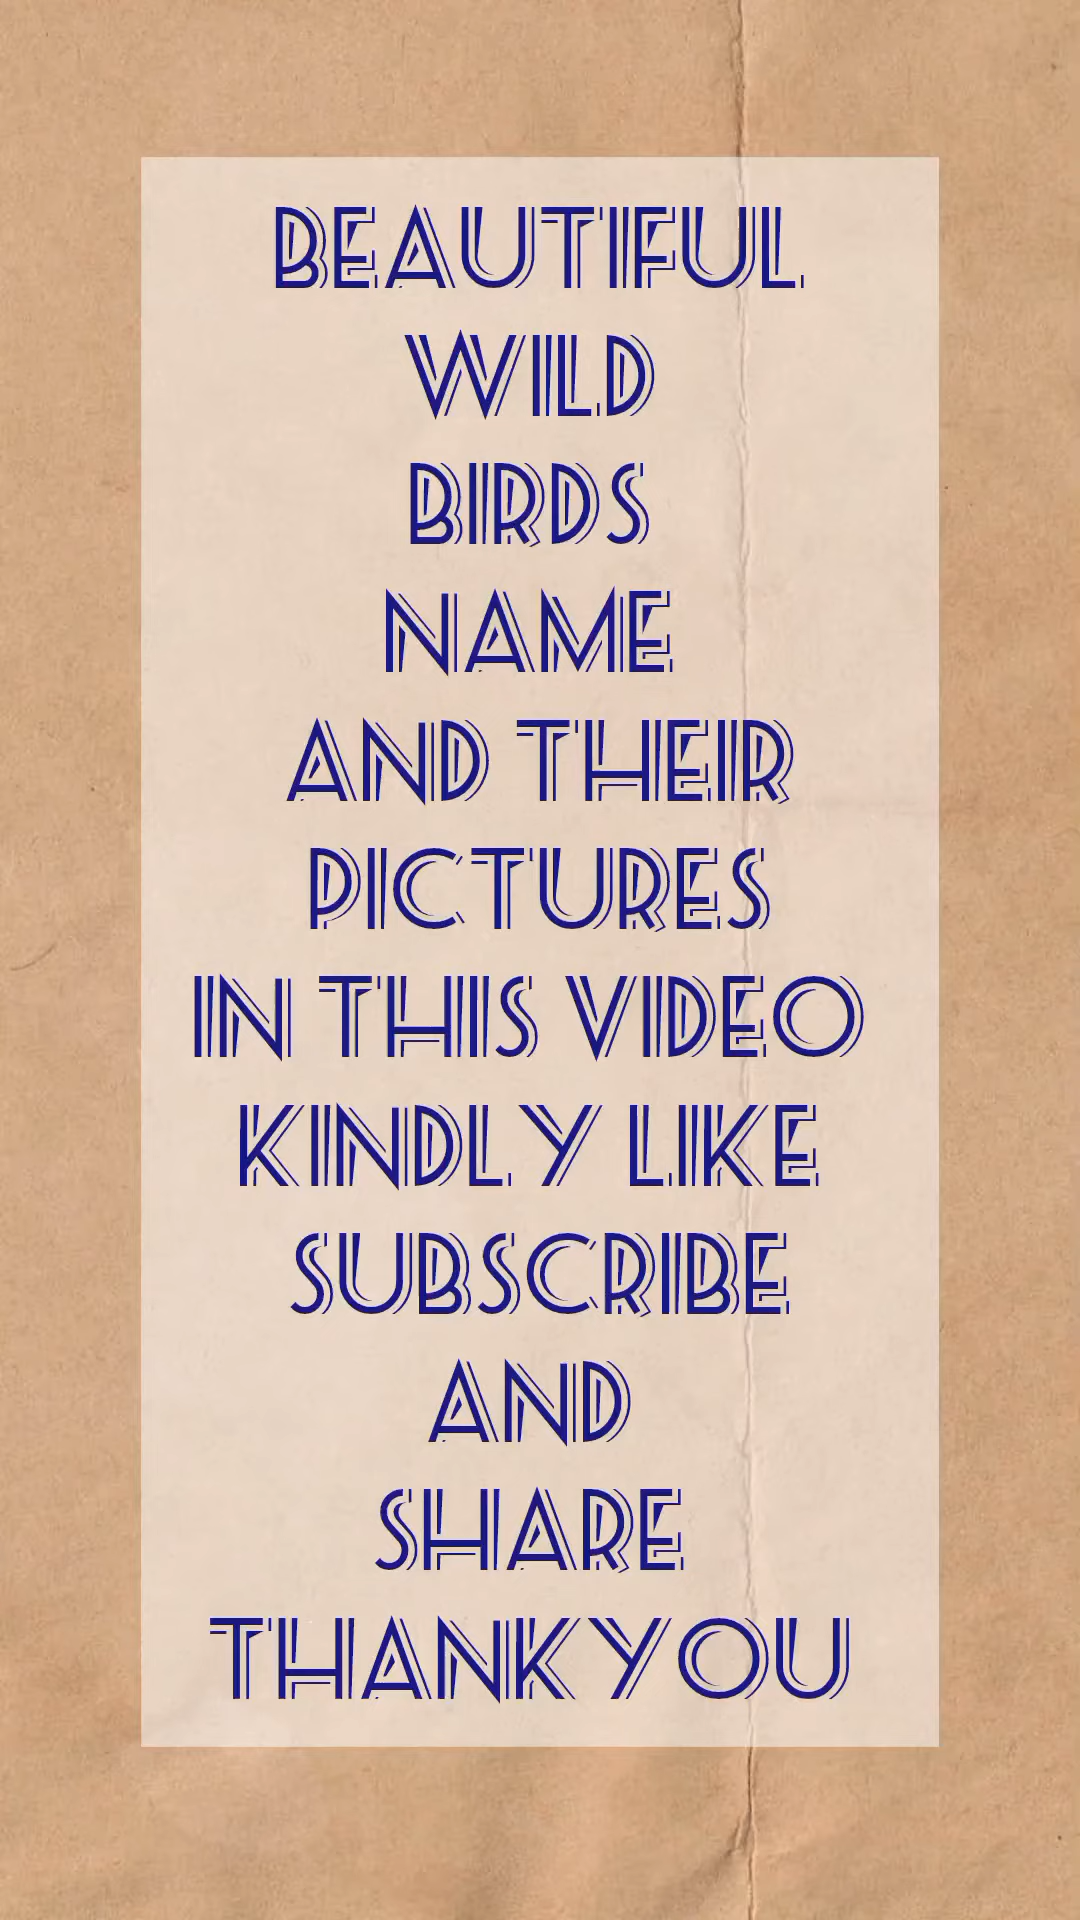 BEAUTIFUL
WILD
BIRDS
NAME
AND THEIR
PICTURES
IN THIS VIDEO
KINDLY LIKE
SUBSCRIBE
AND
SHARE
THANKYOU